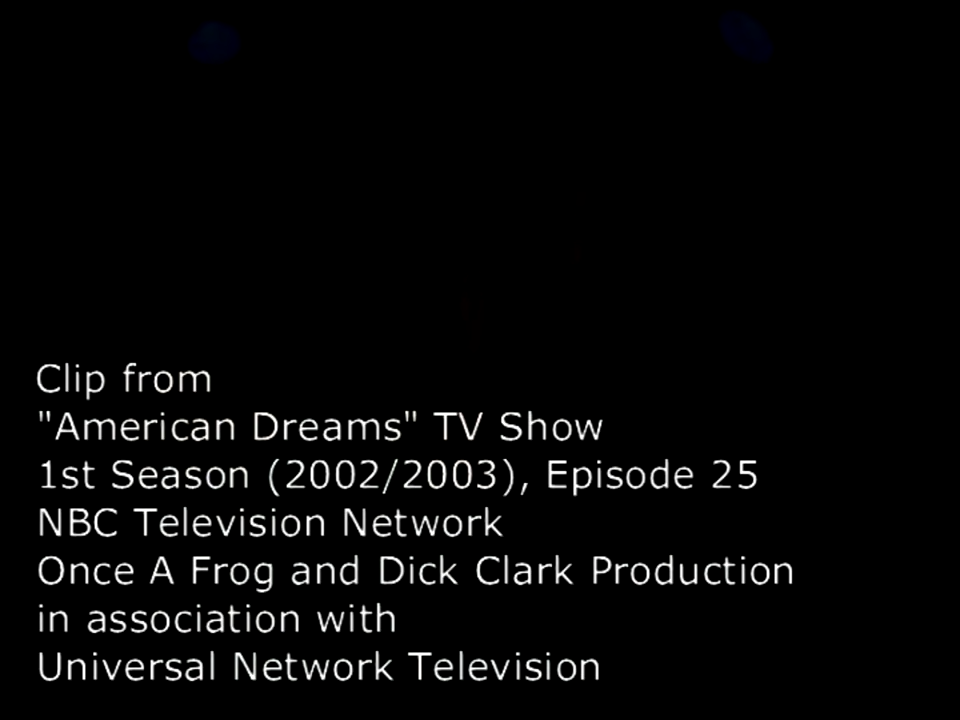 Clip from
"American Dreams" TV Show
1st Season (2002/2003), Episode 25
NBC Television Network
Once A Frog and Dick Clark Production
in association with
Universal Network Television